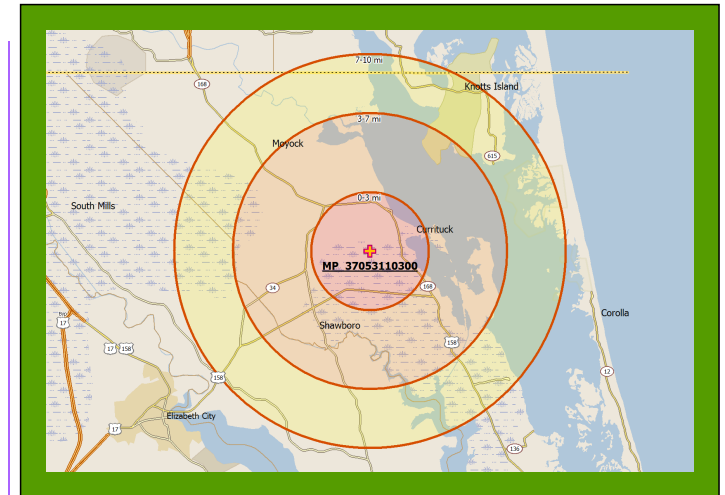 7-10 mi
168
Knotts Island
3-7 mi
Moyock
615
South Mills
0-3 mi
Currituck
MP_37053110300
34
168
Corolla
17
Shawboro
17 158
158
12
158
Elizabeth City
17
136